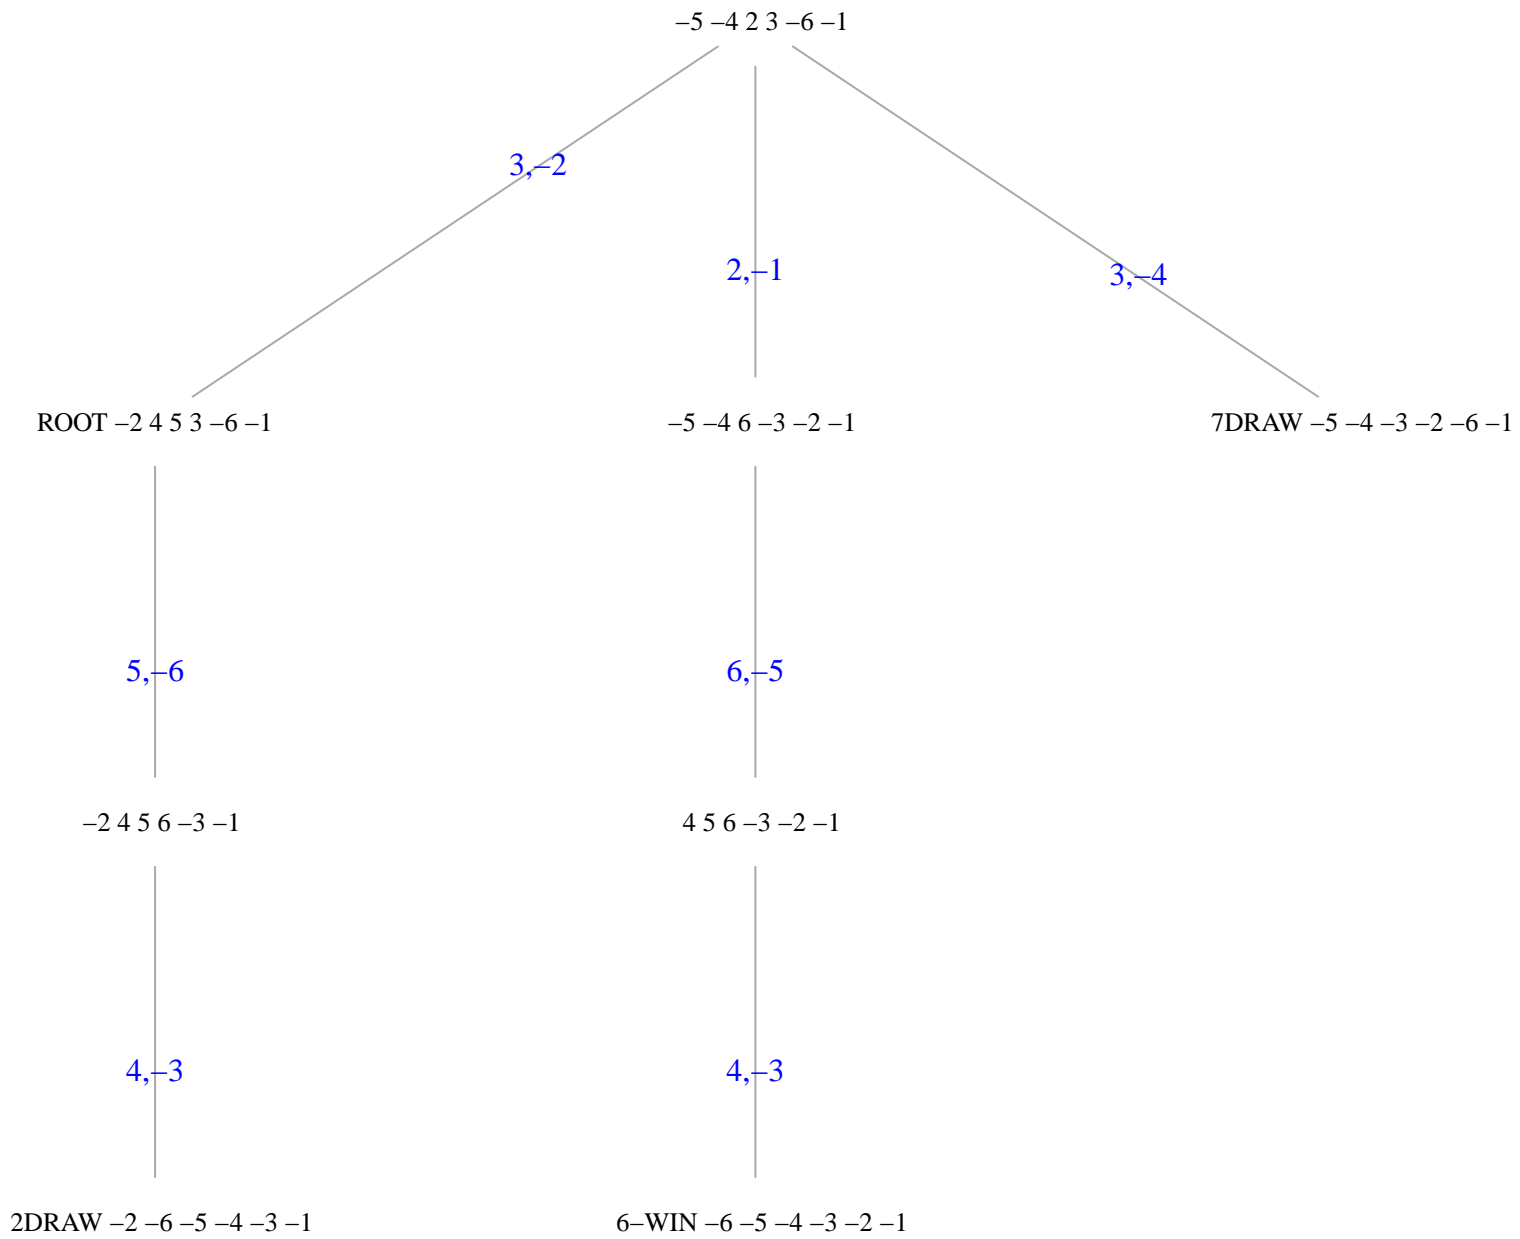 –5 –4 2 3 –6 –1
3,–2
2,–1
3,–4
ROOT –2 4 5 3 –6 –1
–5 –4 6 –3 –2 –1
7DRAW –5 –4 –3 –2 –6 –1
5,–6
6,–5
–2 4 5 6 –3 –1
4 5 6 –3 –2 –1
4,–3
4,–3
2DRAW –2 –6 –5 –4 –3 –1
6–WIN –6 –5 –4 –3 –2 –1